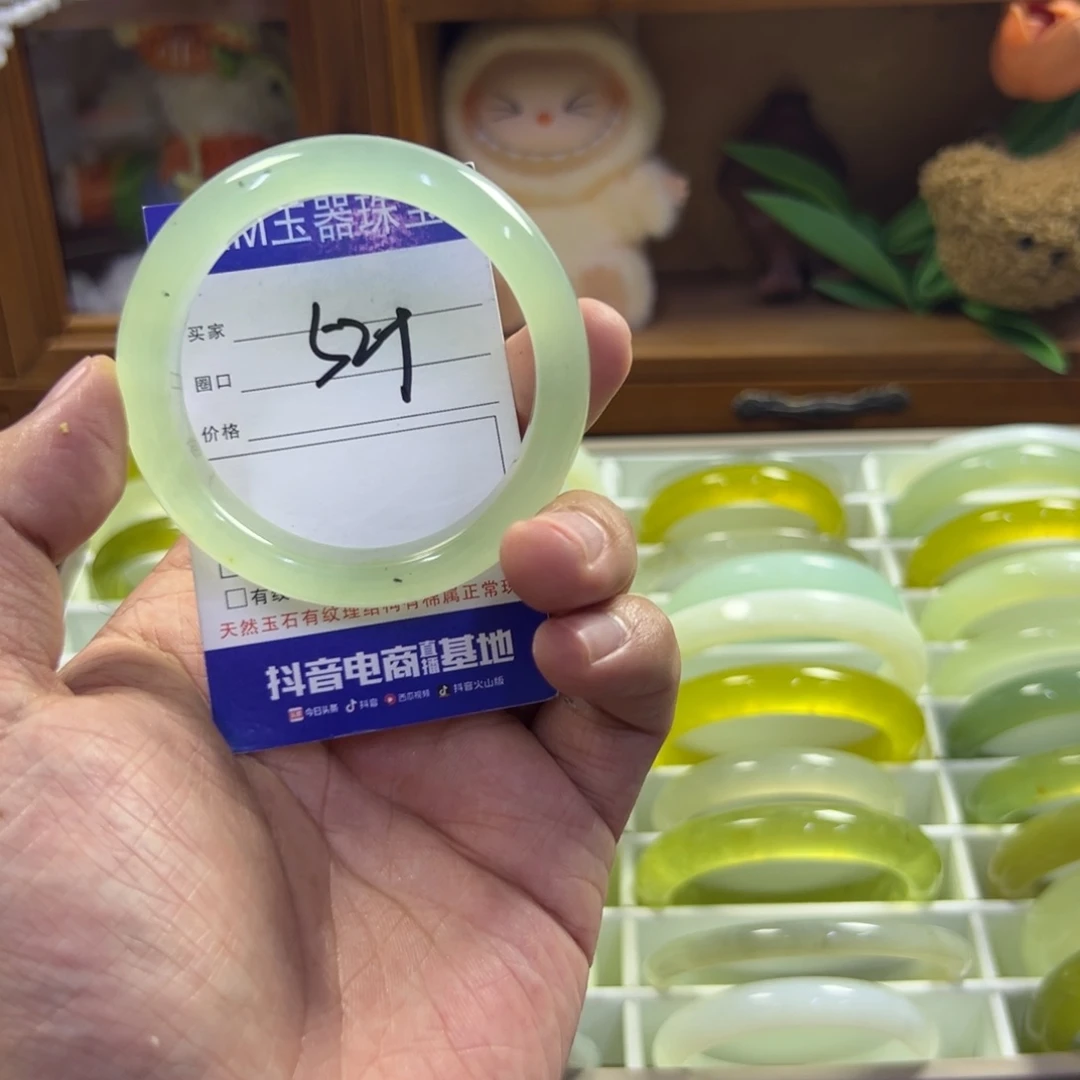 M玉器珠宝
买家
圈口
价格
有纹
天然玉石有纹理结构有棉属正常现
抖音电商直播基地
今日头条 抖音 西瓜视频 抖音火山版